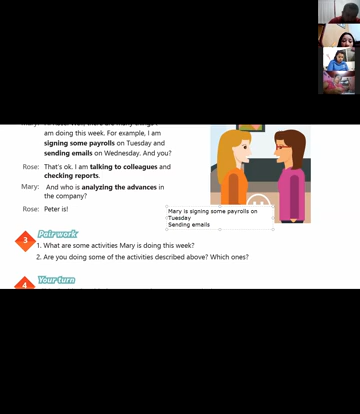 am doing this week. For example, I am
signing some payrolls on Tuesday and
sending emails on Wednesday. And you?
Rose: That's ok. I am talking to colleagues and
checking reports.
Mary: And who is analyzing the advances in
the company?
Rose: Peter is!
Mary is signing some payrolls on
Tuesday
Sending emails
3 Pair work
1. What are some activities Mary is doing this week?
2. Are you doing some of the activities described above? Which ones?
4 Your turn